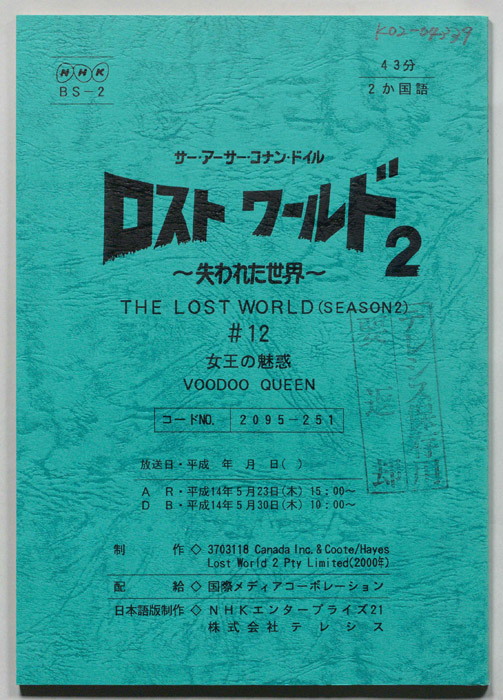 K02-04339
NHK
BS-2
43分
2か国語
サー・アーサー・コナン・ドイル
ロスト ワールド2
～失われた世界～
THE LOST WORLD(SEASON2)
#12
女王の魅惑
VOODOO QUEEN
コードNO. 2095-251
放送日・平成 年 月 日( )
A R・平成14年5月23日(木) 15:00～
D B・平成14年5月30日(木) 10:00～
制 作◇3703118 Canada Inc.&Coote/Hayes
Lost World 2 Pty Limited(2000年)
配 給◇国際メディアコーポレーション
日本語版制作◇NHKエンタープライズ21
株式会社テレシス